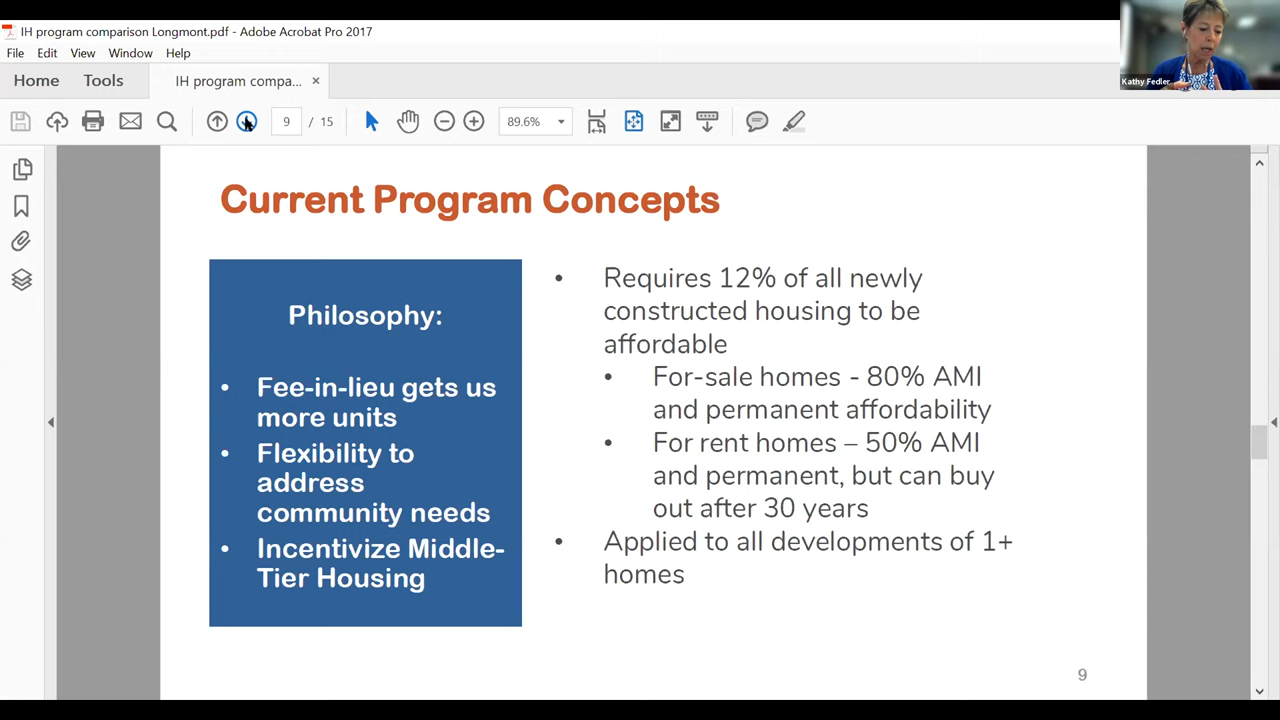 IH program comparison Longmont.pdf - Adobe Acrobat Pro 2017
File Edit View Window Help
Home Tools IH program compa... ×
9 / 15 89.6%
Kathy Fedler
Current Program Concepts
Philosophy:
• Fee-in-lieu gets us
more units
• Flexibility to
address
community needs
• Incentivize Middle-
Tier Housing
• Requires 12% of all newly
constructed housing to be
affordable
• For-sale homes - 80% AMI
and permanent affordability
• For rent homes – 50% AMI
and permanent, but can buy
out after 30 years
• Applied to all developments of 1+
homes
9